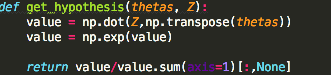 def get_hypothesis(thetas, Z):
    value = np.dot(Z,np.transpose(thetas))
    value = np.exp(value)

    return value/value.sum(axis=1)[:,None]